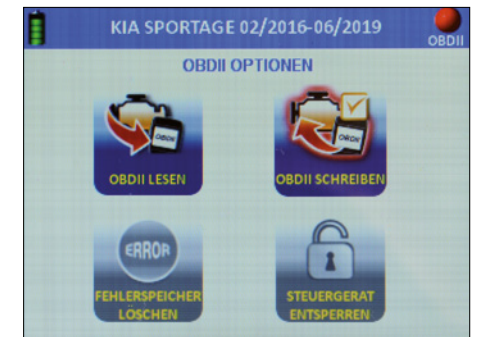 KIA SPORTAGE 02/2016-06/2019
OBDII
OBDII OPTIONEN
OBDII
OBDII
OBDII LESEN
OBDII SCHREIBEN
ERROR
FEHLERSPEICHER
LÖSCHEN
STEUERGERAT
ENTSPERREN